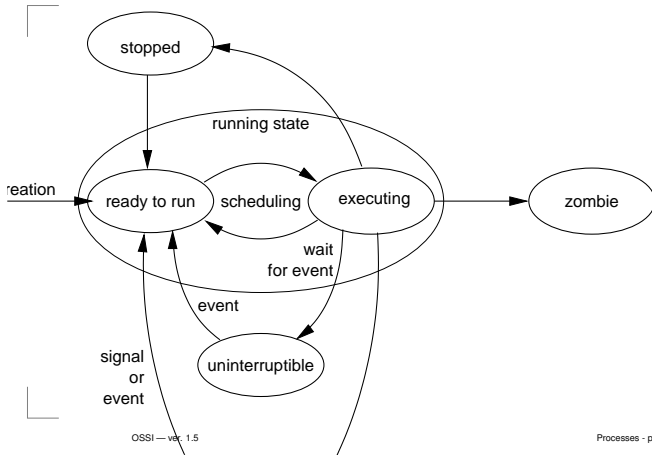 stopped
running state
reation
ready to run
scheduling
executing
zombie
wait
for event
event
uninterruptible
signal
or
event
OSSI — ver. 1.5
Processes - p